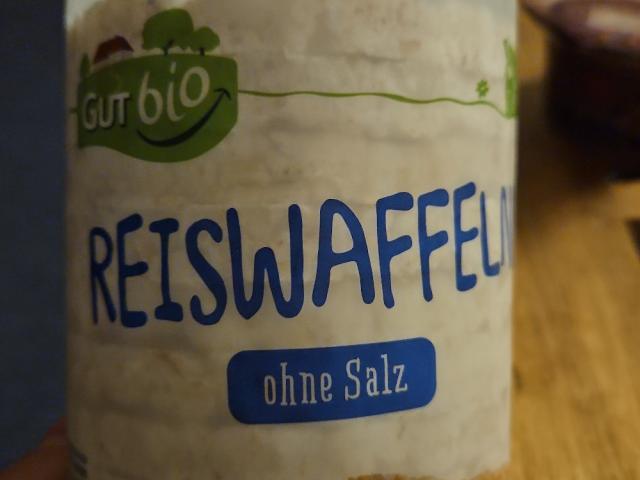 GUT bio
REISWAFFELN
ohne Salz